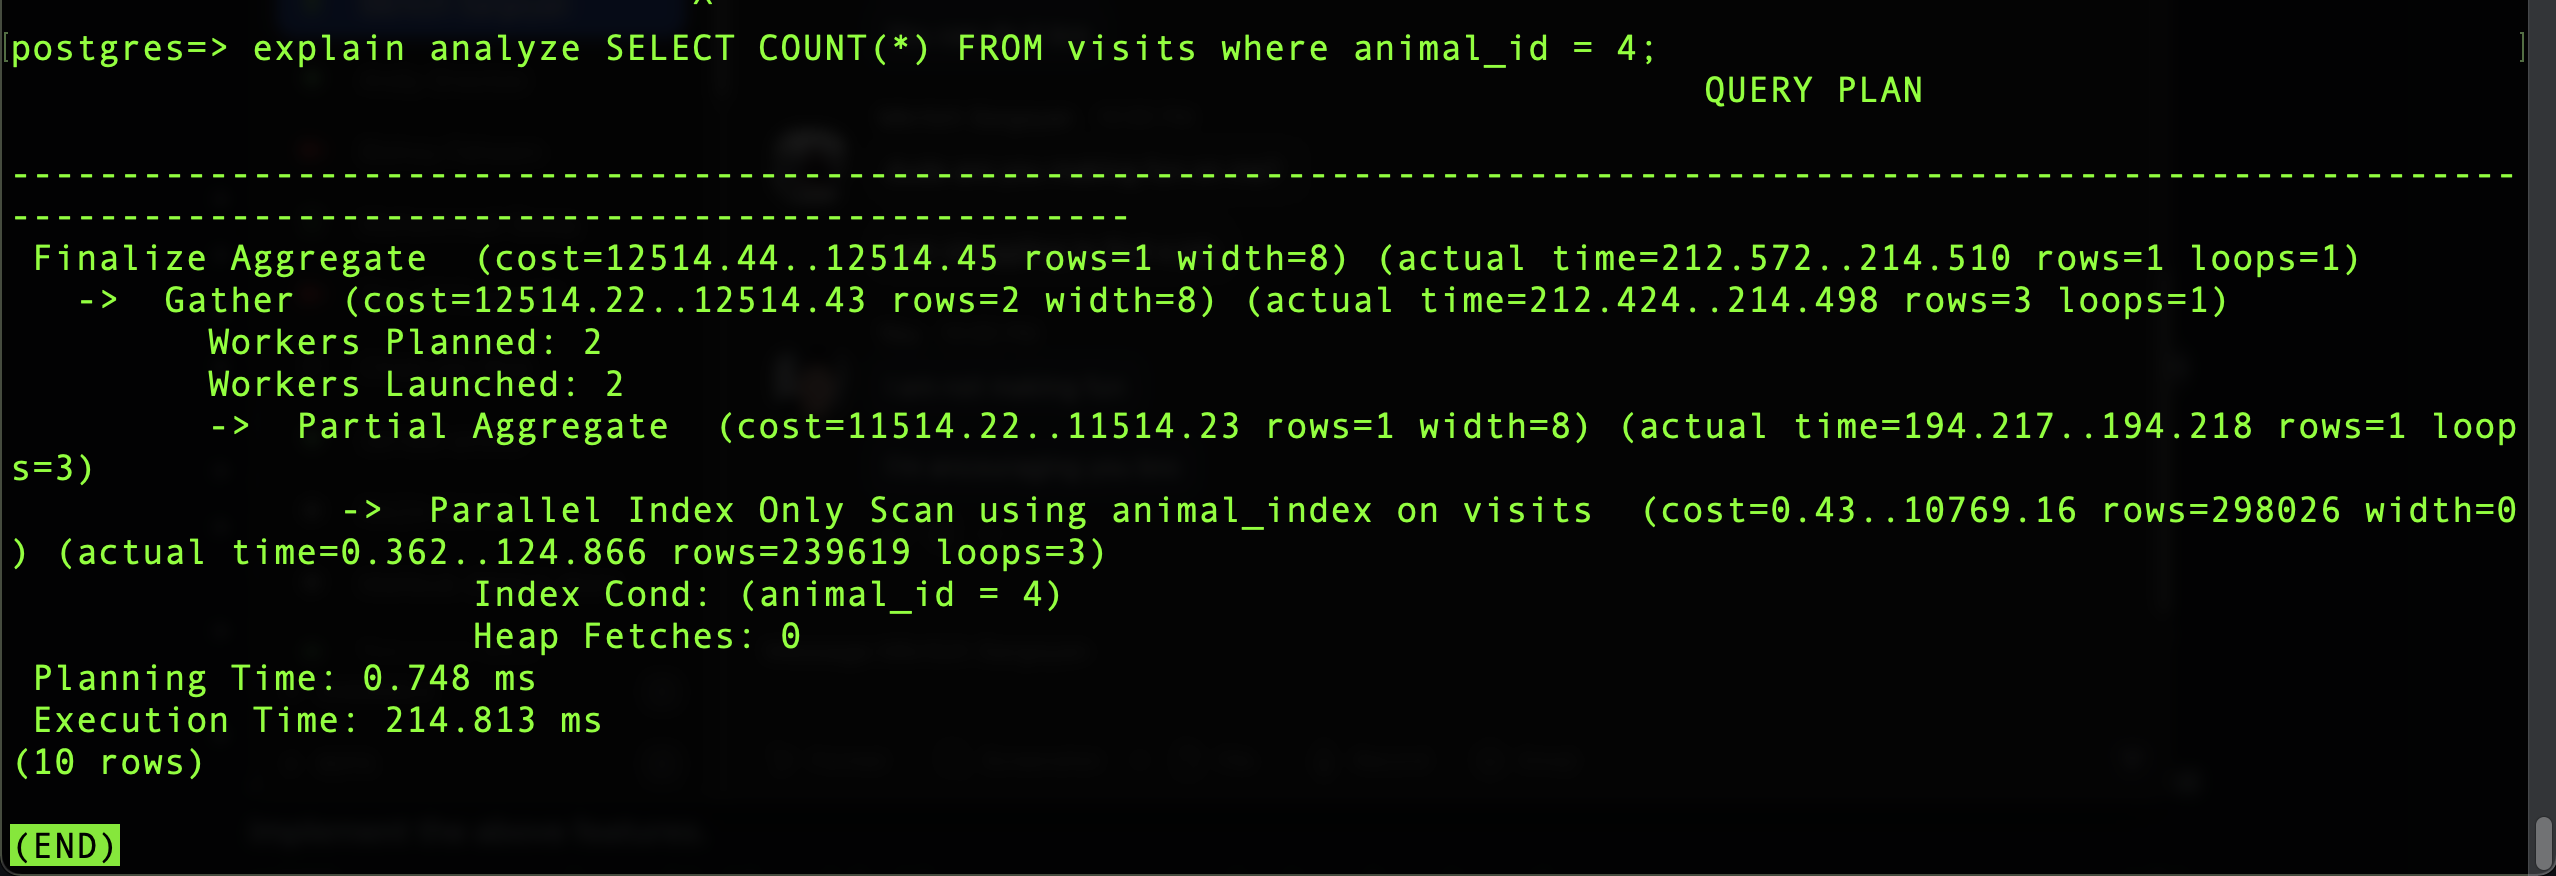 postgres=> explain analyze SELECT COUNT(*) FROM visits where animal_id = 4;
QUERY PLAN
---------------------------------------------------------------------------------------------------------------------
---------------------------------------------------
Finalize Aggregate  (cost=12514.44..12514.45 rows=1 width=8) (actual time=212.572..214.510 rows=1 loops=1)
->  Gather  (cost=12514.22..12514.43 rows=2 width=8) (actual time=212.424..214.498 rows=3 loops=1)
Workers Planned: 2
Workers Launched: 2
->  Partial Aggregate  (cost=11514.22..11514.23 rows=1 width=8) (actual time=194.217..194.218 rows=1 loop
s=3)
->  Parallel Index Only Scan using animal_index on visits  (cost=0.43..10769.16 rows=298026 width=0
) (actual time=0.362..124.866 rows=239619 loops=3)
Index Cond: (animal_id = 4)
Heap Fetches: 0
Planning Time: 0.748 ms
Execution Time: 214.813 ms
(10 rows)
(END)